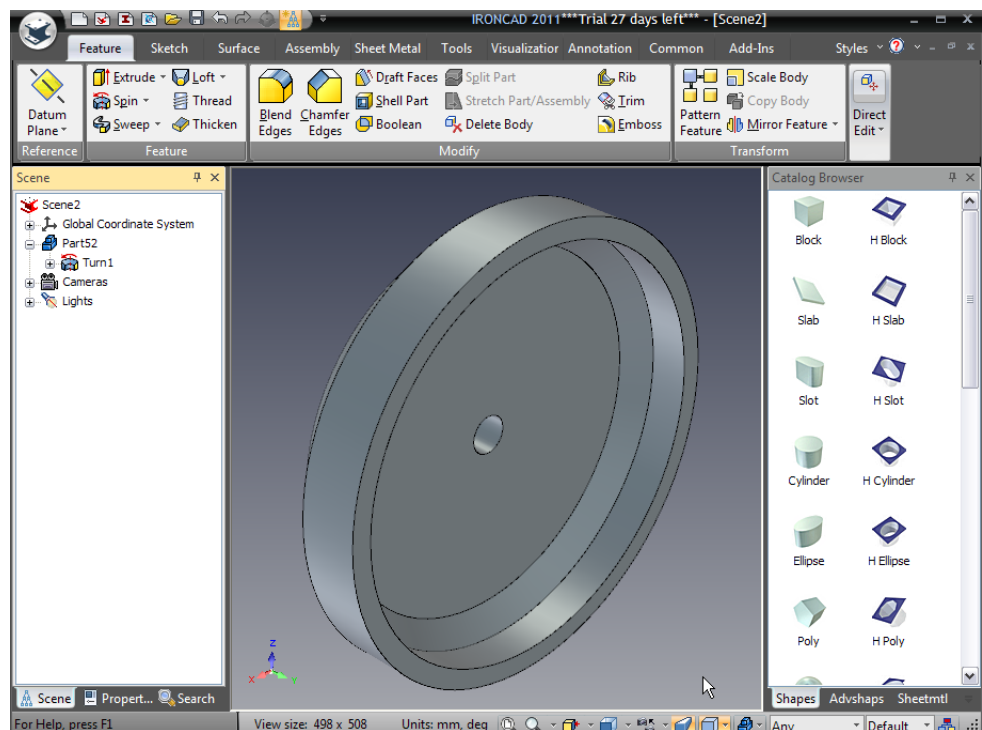 IRONCAD 2011***Trial 27 days left*** - [Scene2]
Feature Sketch Surface Assembly Sheet Metal Tools Visualization Annotation Common Add-Ins Styles
Datum Plane
Extrude Loft
Spin Thread
Sweep Thicken
Blend Edges
Chamfer Edges
Draft Faces Split Part Rib
Shell Part Stretch Part/Assembly Trim
Boolean Delete Body Emboss
Pattern Feature
Scale Body
Copy Body
Mirror Feature
Direct Edit
Reference Feature Modify Transform
Scene
Scene2
Global Coordinate System
Part52
Turn1
Cameras
Lights
Z
X Y
Scene Propert... Search
Catalog Browser
Block H Block
Slab H Slab
Slot H Slot
Cylinder H Cylinder
Ellipse H Ellipse
Poly H Poly
Shapes Advshaps Sheetmtl
For Help, press F1 View size: 498 x 508 Units: mm, deg Any Default